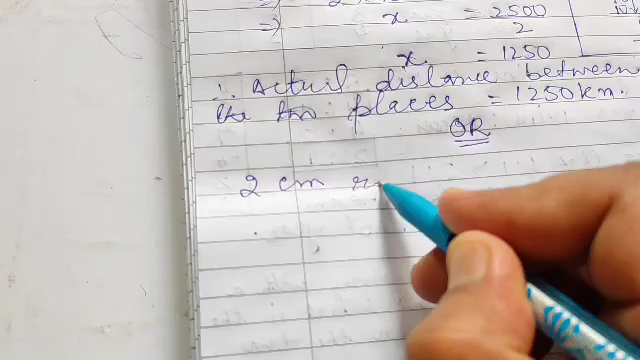 =) x = 2500
2
x = 1250
∴ Actual distance between
the two places = 1250 km.
OR
2 cm r